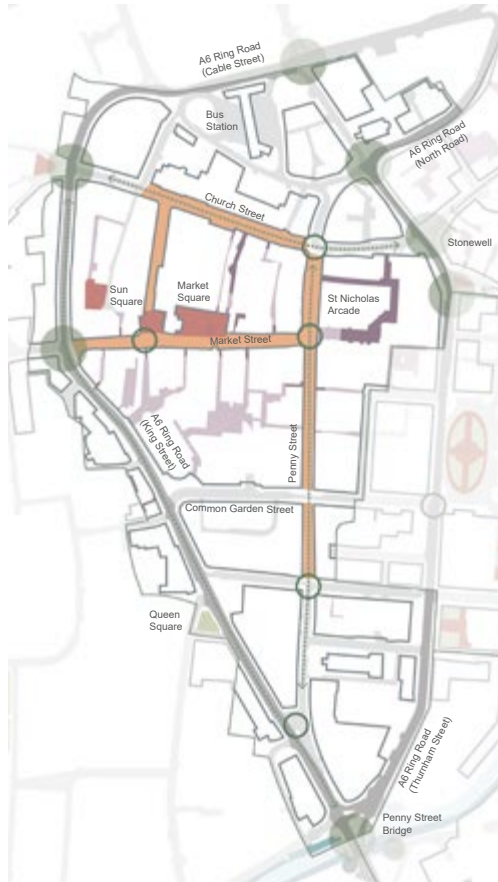 A6 Ring Road
(Cable Street)
Bus
Station
A6 Ring Road
(North Road)
Church Street
Stonewell
Sun
Square
Market
Square
St Nicholas
Arcade
Market Street
A6 Ring Road
(King Street)
Penny Street
Common Garden Street
Queen
Square
A6 Ring Road
(Thurnham Street)
Penny Street
Bridge